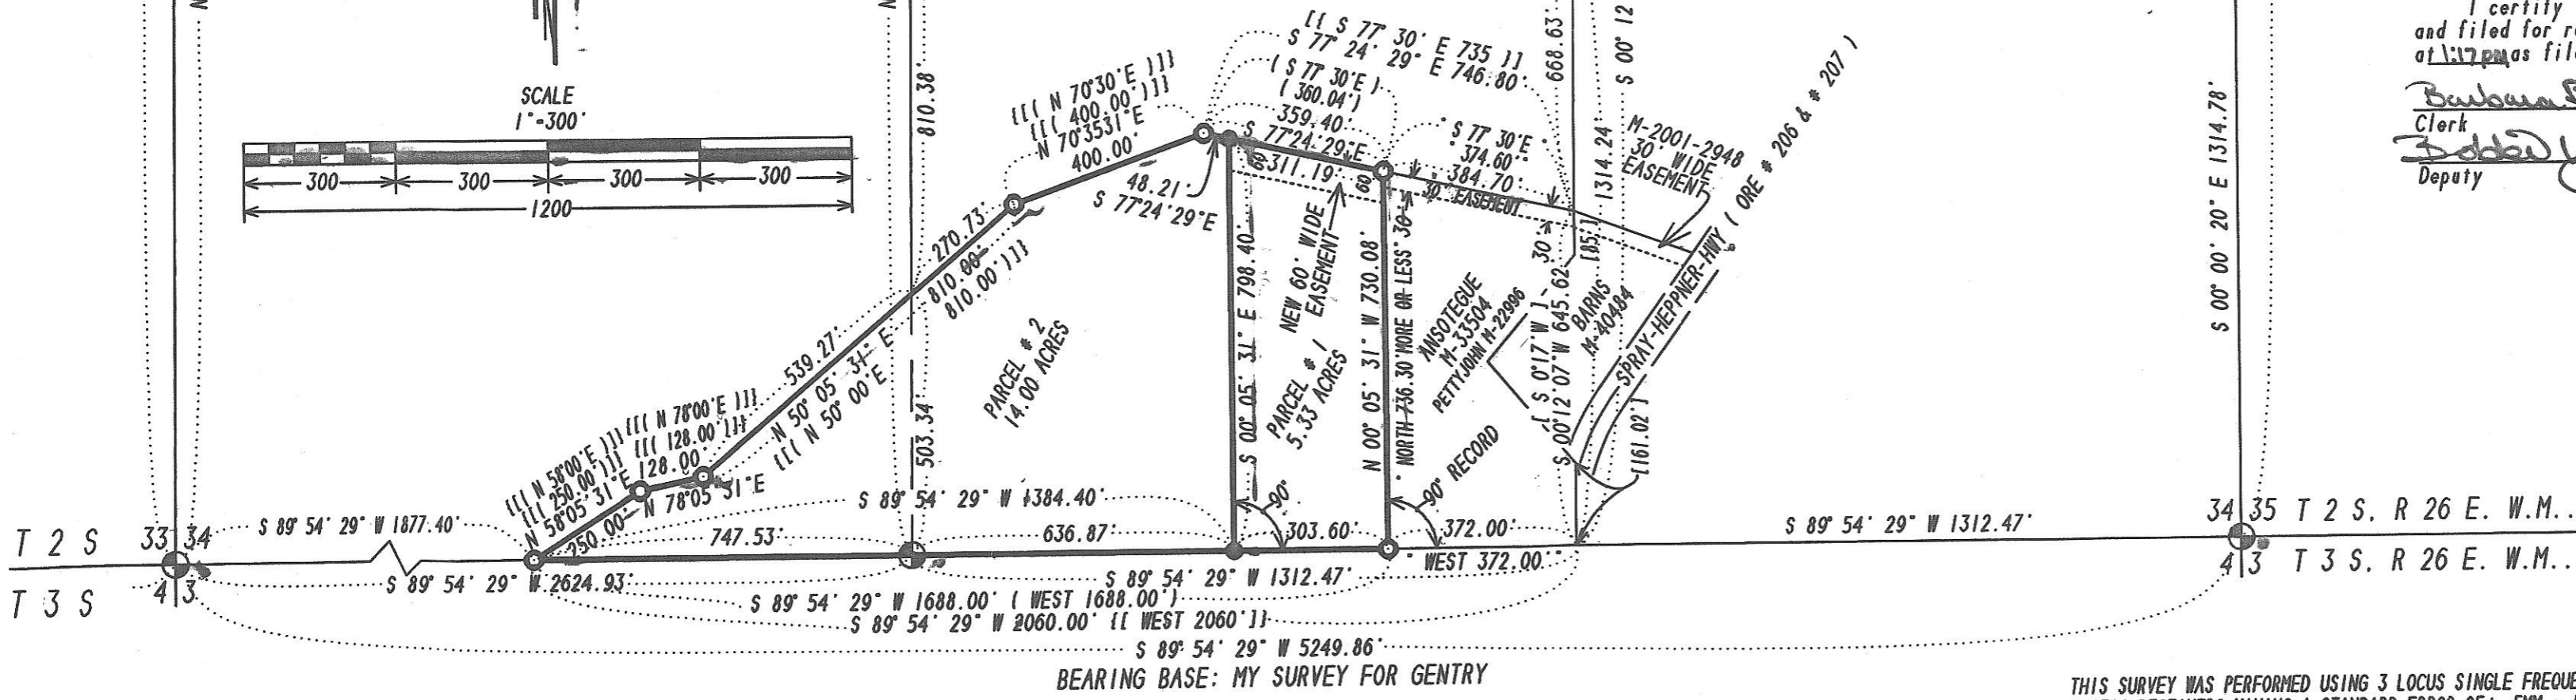 I certify
and filed for r
at 1:17 pm as fil
Clerk
Deputy
SCALE
1"-300'
300
300
300
300
1200
N
N
810.38'
{[( N 70°30'E )]}
{[( 400.00')]}
N 70°35'31"E
400.00'
[{ S 77° 30' E 735 }]
S 77° 24' 29" E 746.80'
( S 77° 30'E )
( 360.04')
359.40'
S 77°24'29"E
311.19'
60
60
48.21'
S 77°24'29"E
" S 77° 30'E "
" 374.60'"
384.70'
30' EASEMENT
668.63'
S 00° 12
1314.24'
M-2001-2948
30' WIDE
EASEMENT
SPRAY-HEPPNER-HWY ( ORE # 206 & # 207 )
S 00° 00' 20" E 1314.78'
270.73'
810.00'
810.00')]}
539.27'
N 50° 05' 31" E
{[( N 50° 00'E
{[( N 78°00'E )]}
{[( 128.00')]}
128.00
N 78°05'31"E
{[( N 58°00'E )]}
{[( 250.00')]}
N 58°05'31"E
250.00'
503.34'
PARCEL # 2
14.00 ACRES
S 00° 05' 31" E 798.40'
NEW 60' WIDE
EASEMENT
PARCEL # 1
5.33 ACRES
N 00° 05' 31" W 730.08'
NORTH 736.30 MORE OR LESS
30'
30'
ANSOTEGUE
M-33504
PETTYJOHN M-22996
[ S 0°17'W ]
S 00°12'07"W 645.62'
[85]
BARNS
M-40484
[161.02']
90°
90° RECORD
T 2 S
33 34
S 89° 54' 29" W 1877.40'
S 89° 54' 29" W 1384.40'
747.53'
636.87'
303.60'
372.00'
" WEST 372.00'"
S 89° 54' 29" W 1312.47'
34 35 T 2 S. R 26 E. W.M.
T 3 S
4 3
S 89° 54' 29" W 2624.93'
S 89° 54' 29" W 1312.47'
4 3 T 3 S. R 26 E. W.M.
S 89° 54' 29" W 1688.00' ( WEST 1688.00')
S 89° 54' 29" W 2060.00' [{ WEST 2060'}]
S 89° 54' 29" W 5249.86'
BEARING BASE: MY SURVEY FOR GENTRY
THIS SURVEY WAS PERFORMED USING 3 LOCUS SINGLE FREQUE